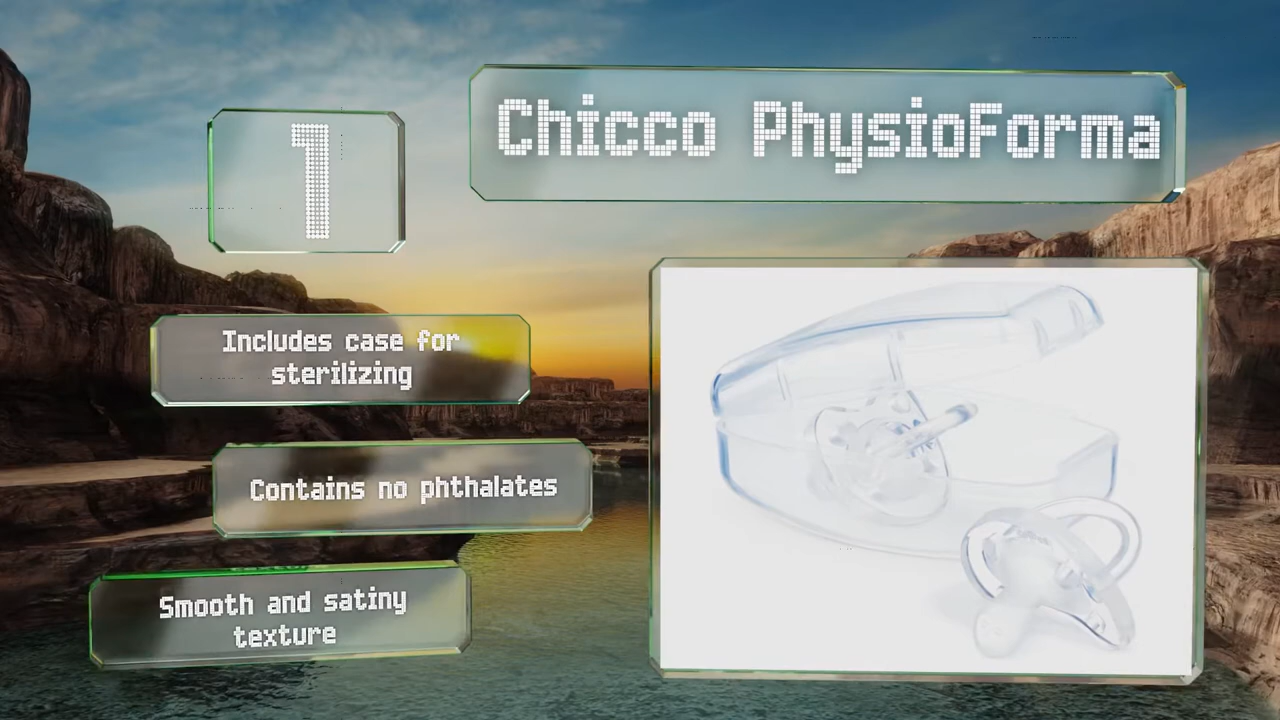 1
Chicco PhysioForma
Includes case for
sterilizing
Contains no phthalates
Smooth and satiny
texture